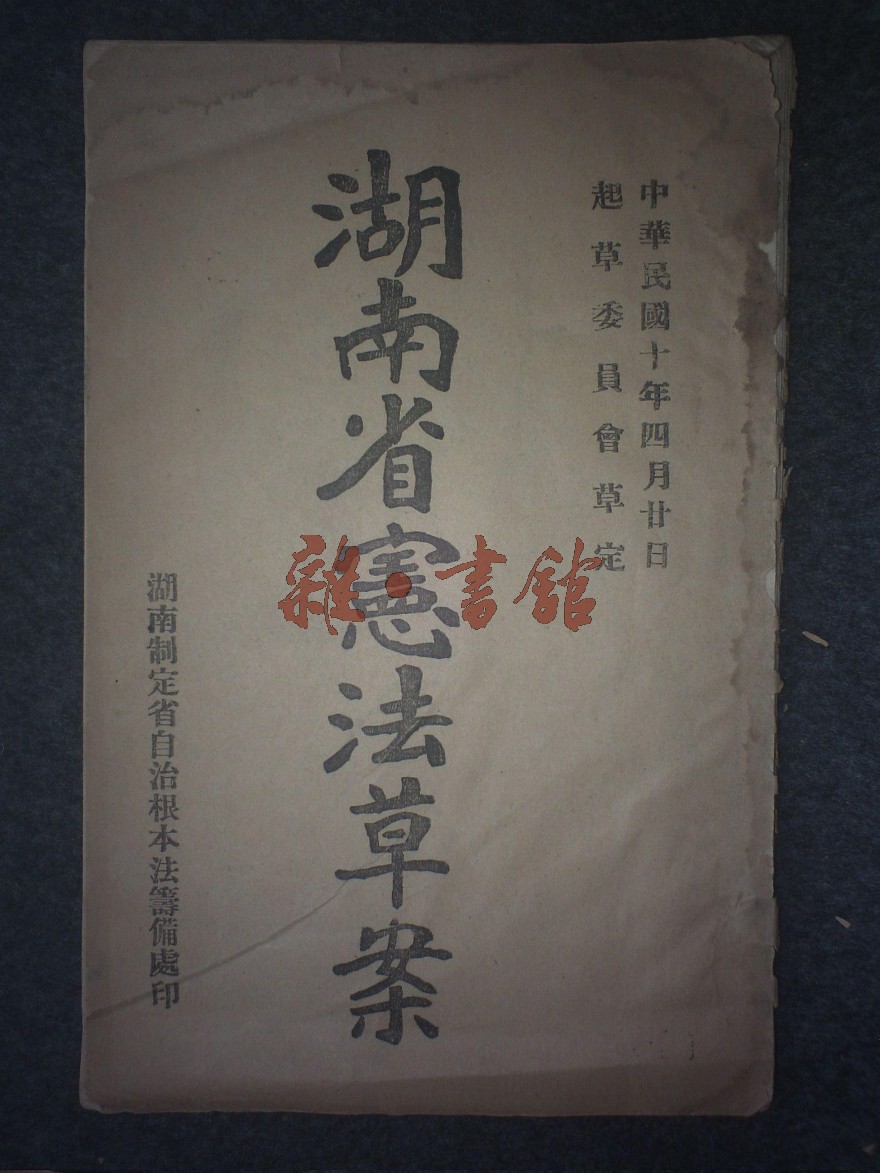 中華民國十年四月廿日
起草委員會草定
湖南省憲法草案
湖南制定省自治根本法籌備處印
雜·書館